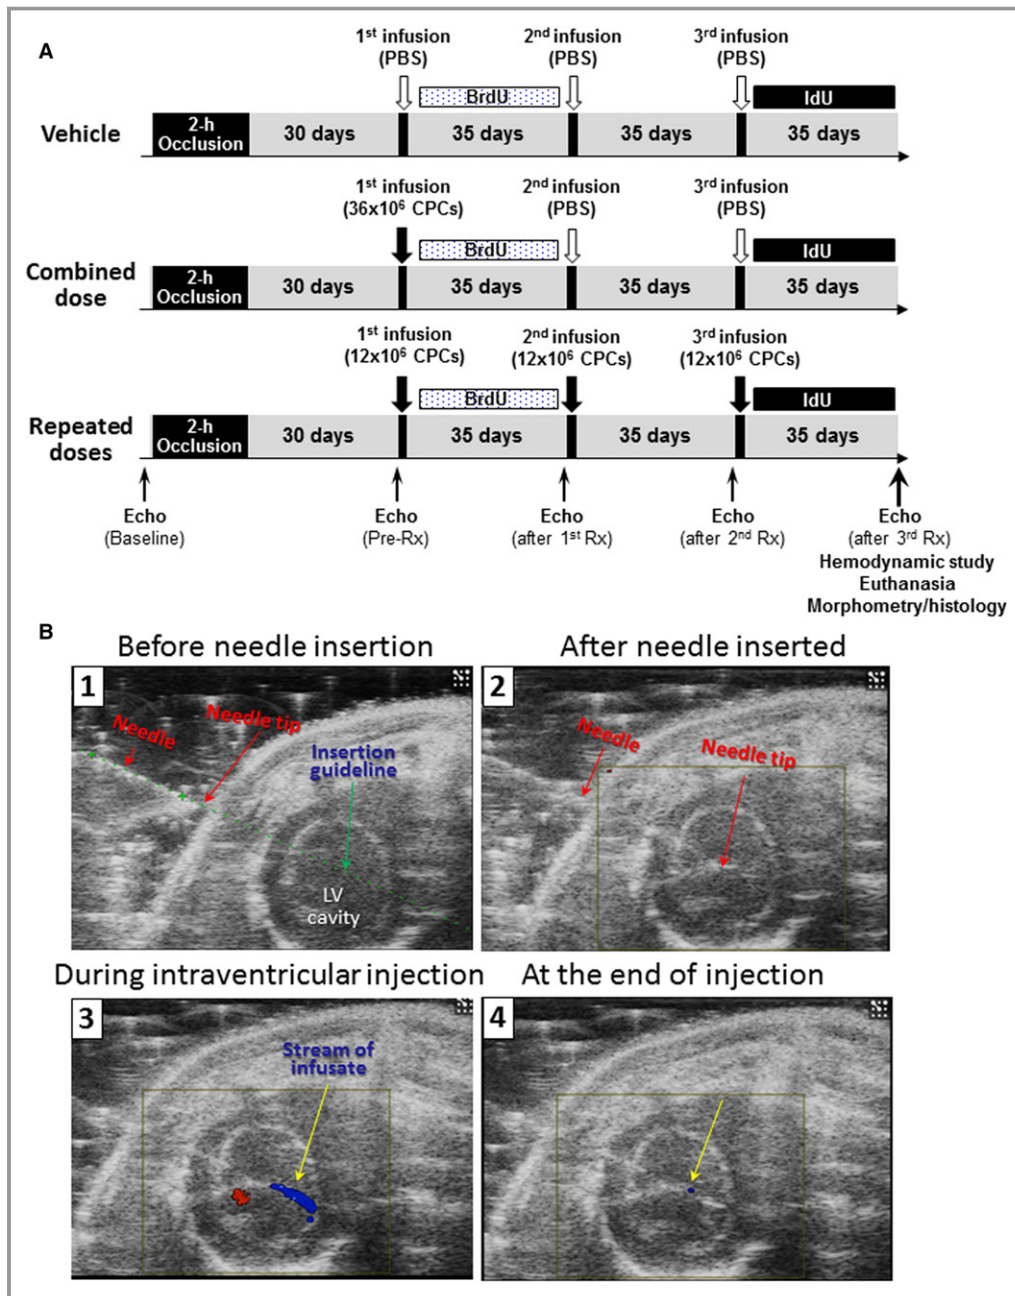 A
1st infusion 2nd infusion 3rd infusion
(PBS) (PBS) (PBS)
BrdU IdU
Vehicle 2-h Occlusion 30 days 35 days 35 days 35 days
1st infusion 2nd infusion 3rd infusion
(36x10⁶ CPCs) (PBS) (PBS)
BrdU IdU
Combined dose 2-h Occlusion 30 days 35 days 35 days 35 days
1st infusion 2nd infusion 3rd infusion
(12x10⁶ CPCs) (12x10⁶ CPCs) (12x10⁶ CPCs)
BrdU IdU
Repeated doses 2-h Occlusion 30 days 35 days 35 days 35 days
Echo Echo Echo Echo Echo
(Baseline) (Pre-Rx) (after 1st Rx) (after 2nd Rx) (after 3rd Rx)
Hemodynamic study
Euthanasia
Morphometry/histology
B
Before needle insertion
1
Needle
Needle tip
Insertion
guideline
LV
cavity
After needle inserted
2
Needle
Needle tip
During intraventricular injection
3
Stream of
infusate
At the end of injection
4